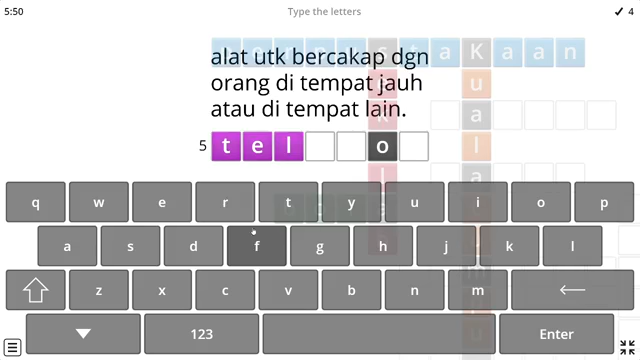 5:50
Type the letters
✓ 4
alat utk bercakap dgn
orang di tempat jauh
atau di tempat lain.
5 t e l o
q w e r t y u i o p
a s d f g h j k l
z x c v b n m
123 Enter